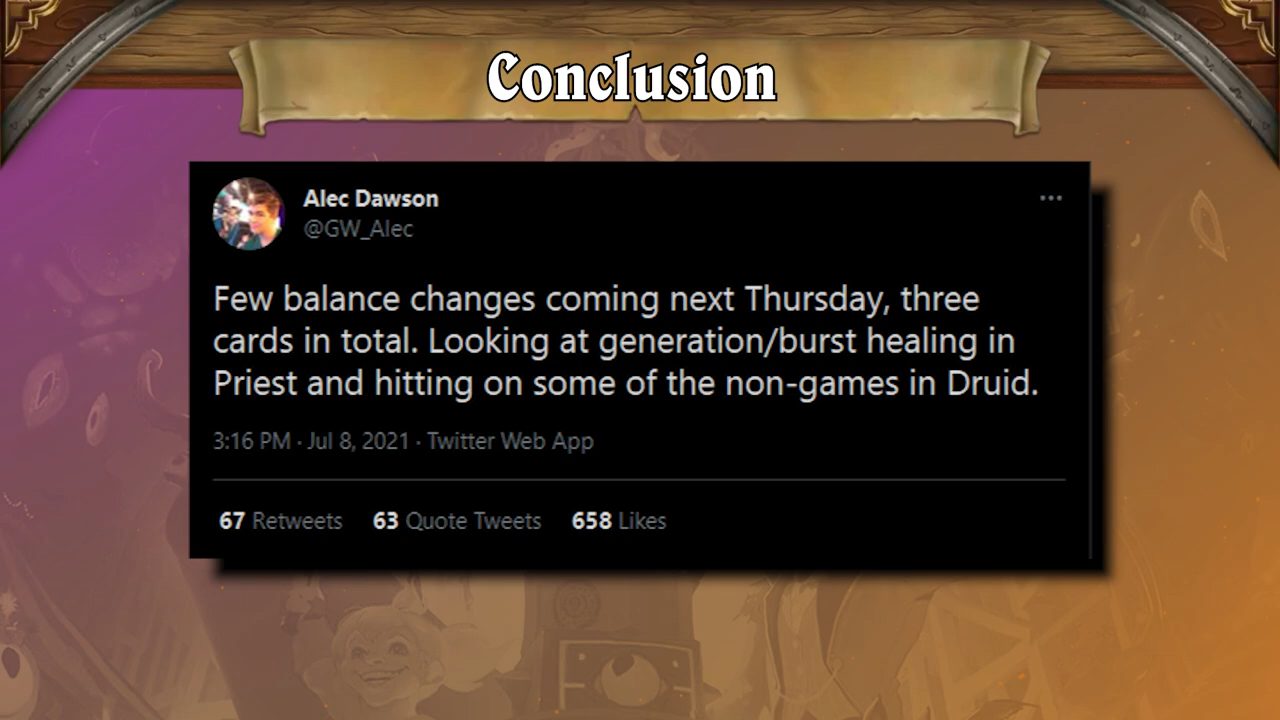 Conclusion
Alec Dawson
@GW_Alec
Few balance changes coming next Thursday, three
cards in total. Looking at generation/burst healing in
Priest and hitting on some of the non-games in Druid.
3:16 PM · Jul 8, 2021 · Twitter Web App
67 Retweets 63 Quote Tweets 658 Likes